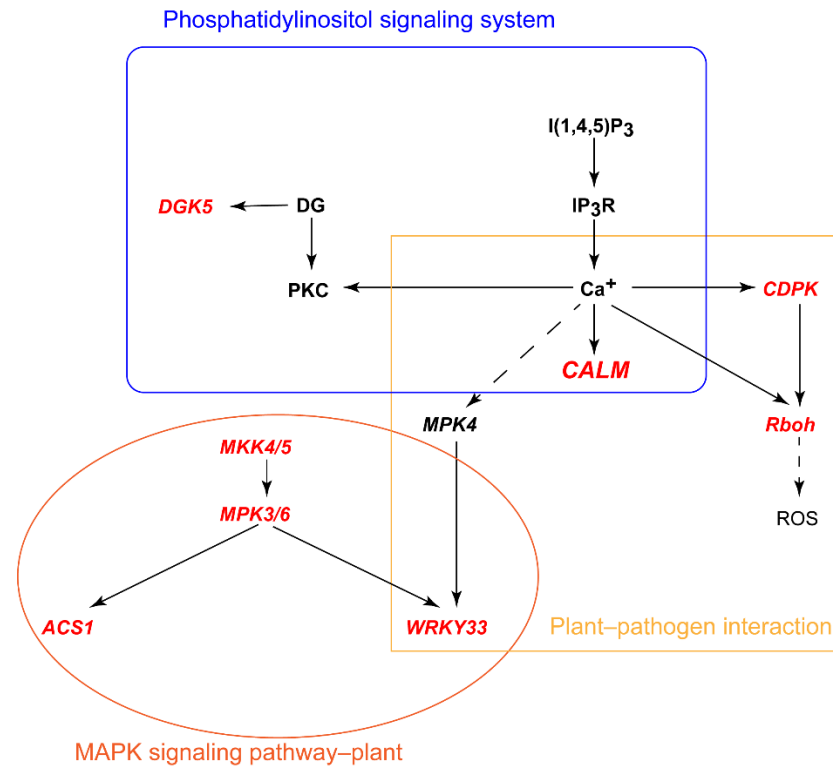 Phosphatidylinositol signaling system
I(1,4,5)P3
DGK5
DG
IP3R
PKC
Ca+
CDPK
CALM
MPK4
Rboh
MKK4/5
MPK3/6
ROS
ACS1
WRKY33
Plant–pathogen interaction
MAPK signaling pathway–plant